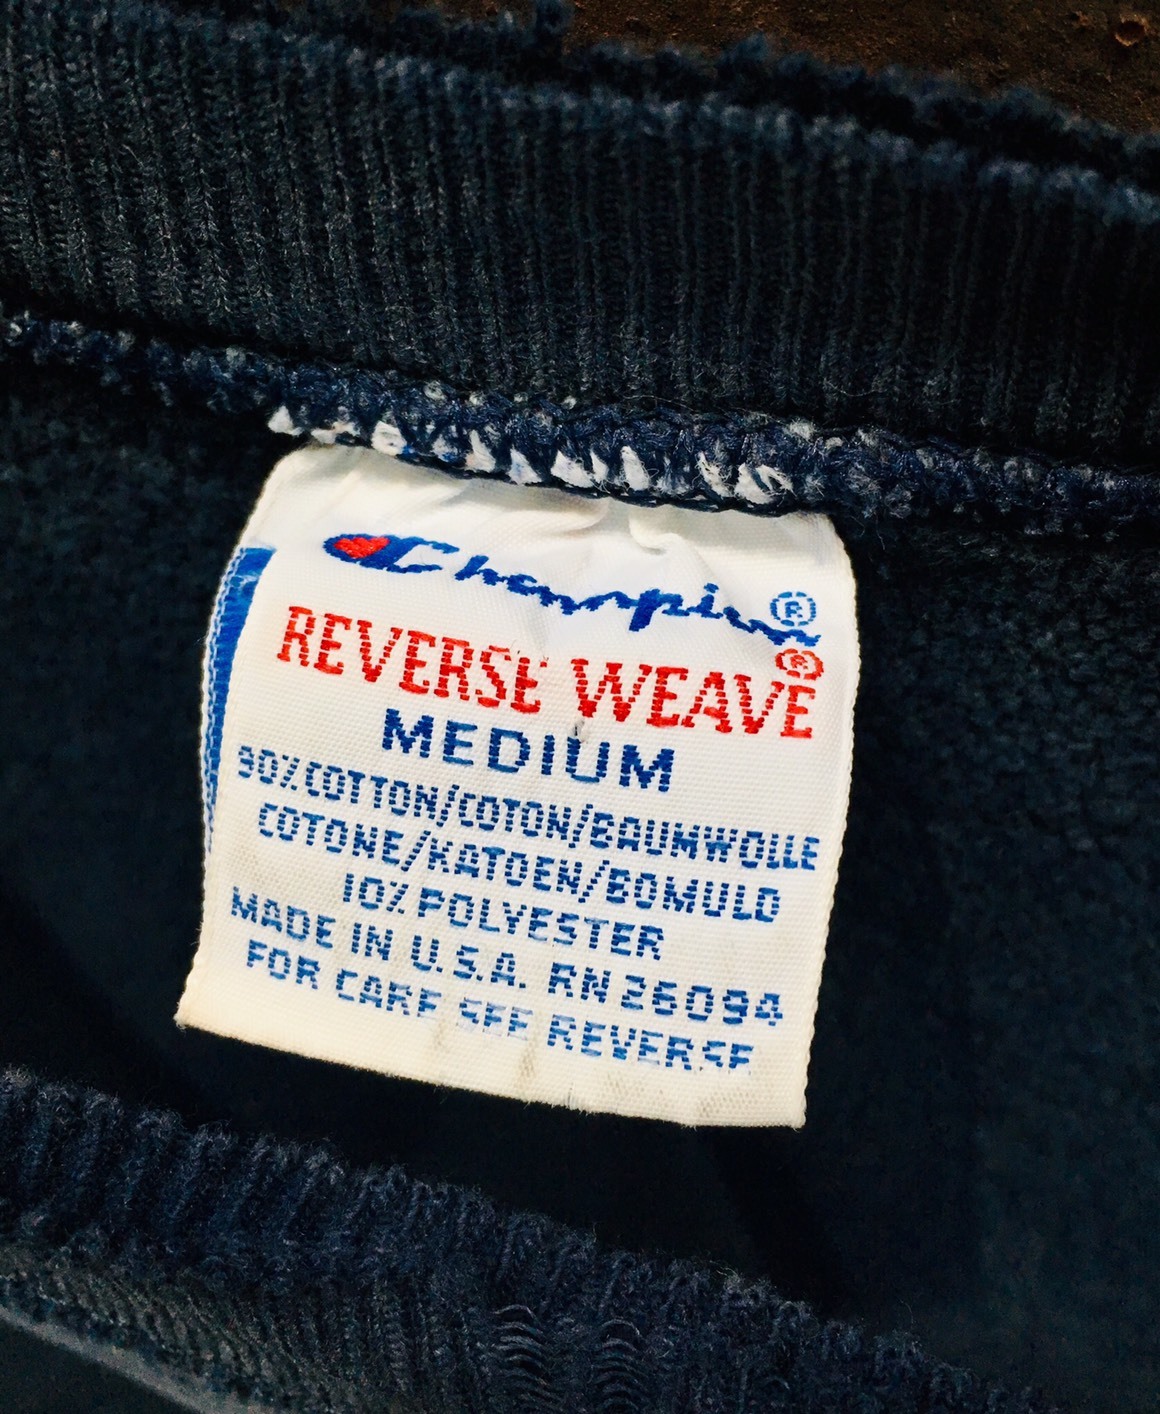 Champion®
REVERSE WEAVE®
MEDIUM
90% COTTON/COTON/BAUMWOLLE
COTONE/KATOEN/BOMULD
10% POLYESTER
MADE IN U.S.A. RN 26094
FOR CARE SEE REVERSE